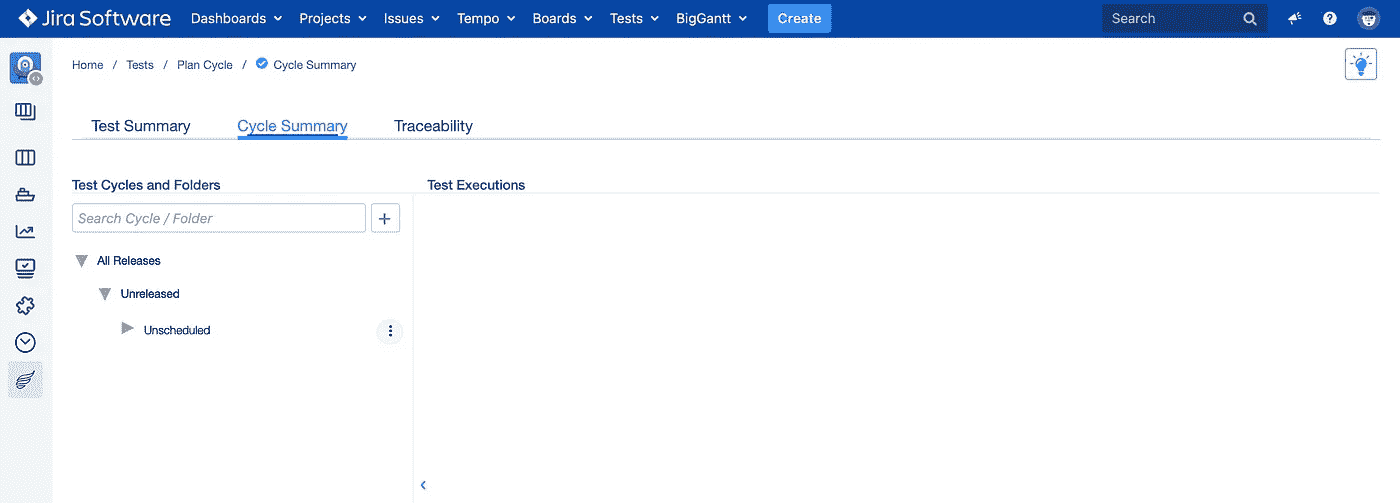 Jira Software Dashboards Projects Issues Tempo Boards Tests BigGantt Create Search
Home / Tests / Plan Cycle / Cycle Summary
Test Summary Cycle Summary Traceability
Test Cycles and Folders Test Executions
Search Cycle / Folder +
All Releases
Unreleased
Unscheduled